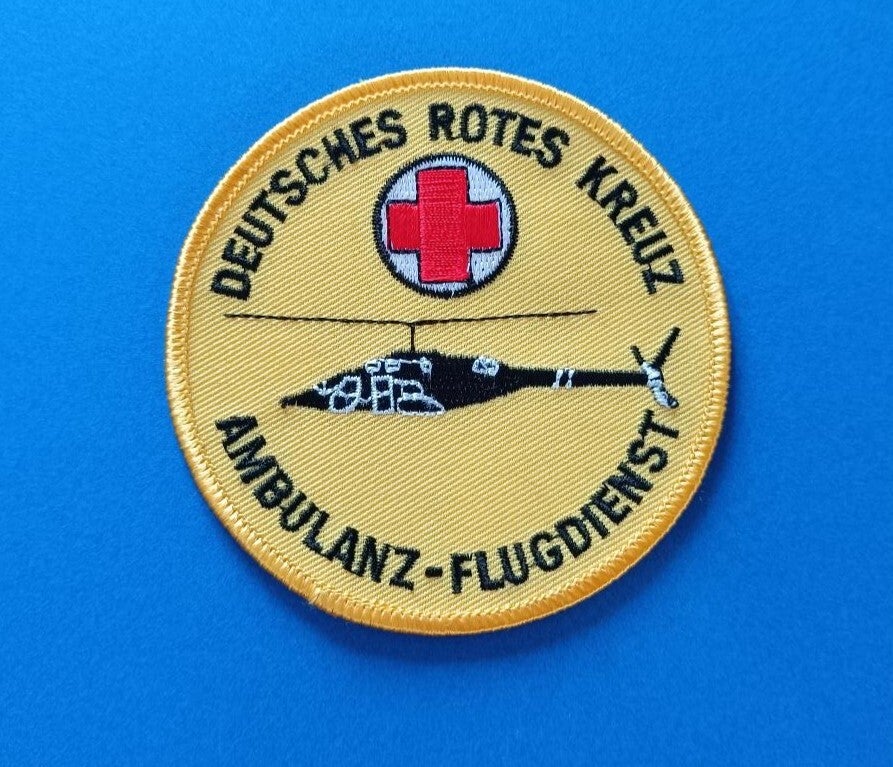 DEUTSCHES ROTES KREUZ
AMBULANZ-FLUGDIENST